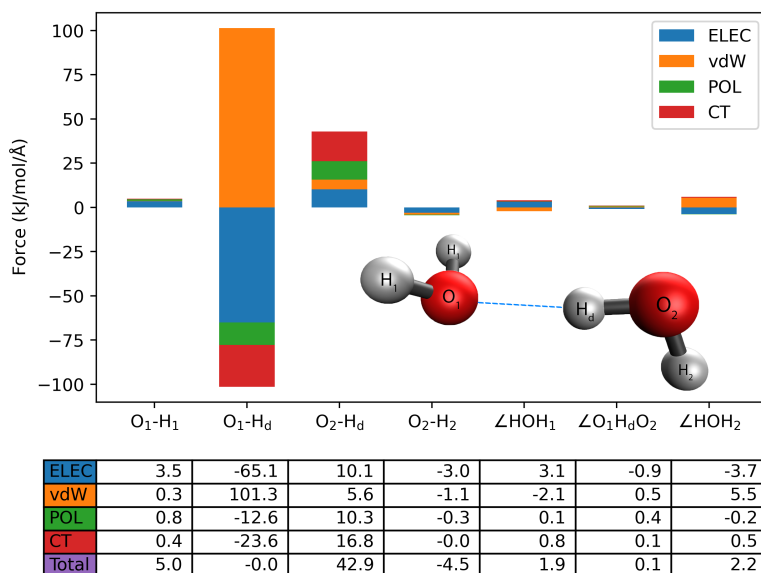 100
75
50
25
0
−25
−50
−75
−100
Force (kJ/mol/Å)
ELEC
vdW
POL
CT
H₁
H₁
O₁
H_d
O₂
H₂
O₁-H₁ O₁-H_d O₂-H_d O₂-H₂ ∠HOH₁ ∠O₁H_dO₂ ∠HOH₂
ELEC 3.5 -65.1 10.1 -3.0 3.1 -0.9 -3.7
vdW 0.3 101.3 5.6 -1.1 -2.1 0.5 5.5
POL 0.8 -12.6 10.3 -0.3 0.1 0.4 -0.2
CT 0.4 -23.6 16.8 -0.0 0.8 0.1 0.5
Total 5.0 -0.0 42.9 -4.5 1.9 0.1 2.2